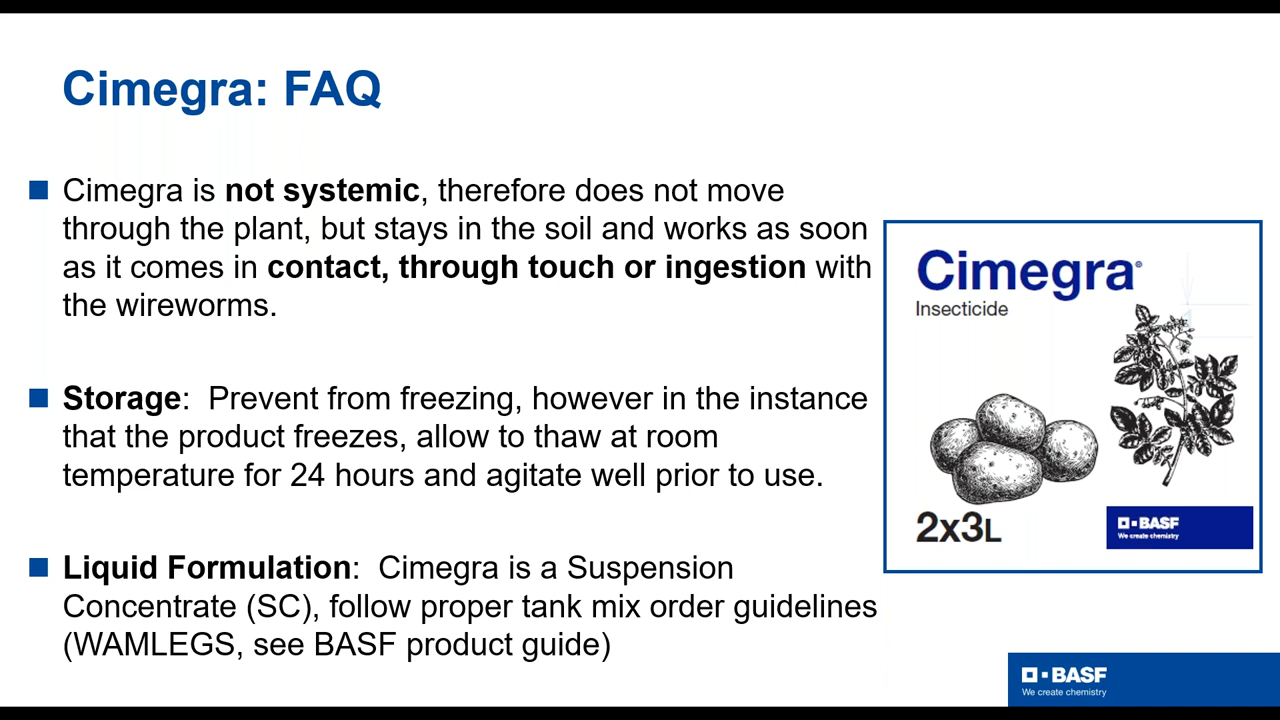 Cimegra: FAQ
Cimegra is not systemic, therefore does not move
through the plant, but stays in the soil and works as soon
as it comes in contact, through touch or ingestion with
the wireworms.
Storage:  Prevent from freezing, however in the instance
that the product freezes, allow to thaw at room
temperature for 24 hours and agitate well prior to use.
Liquid Formulation:  Cimegra is a Suspension
Concentrate (SC), follow proper tank mix order guidelines
(WAMLEGS, see BASF product guide)
Cimegra®
Insecticide
2x3L
BASF
We create chemistry
BASF
We create chemistry